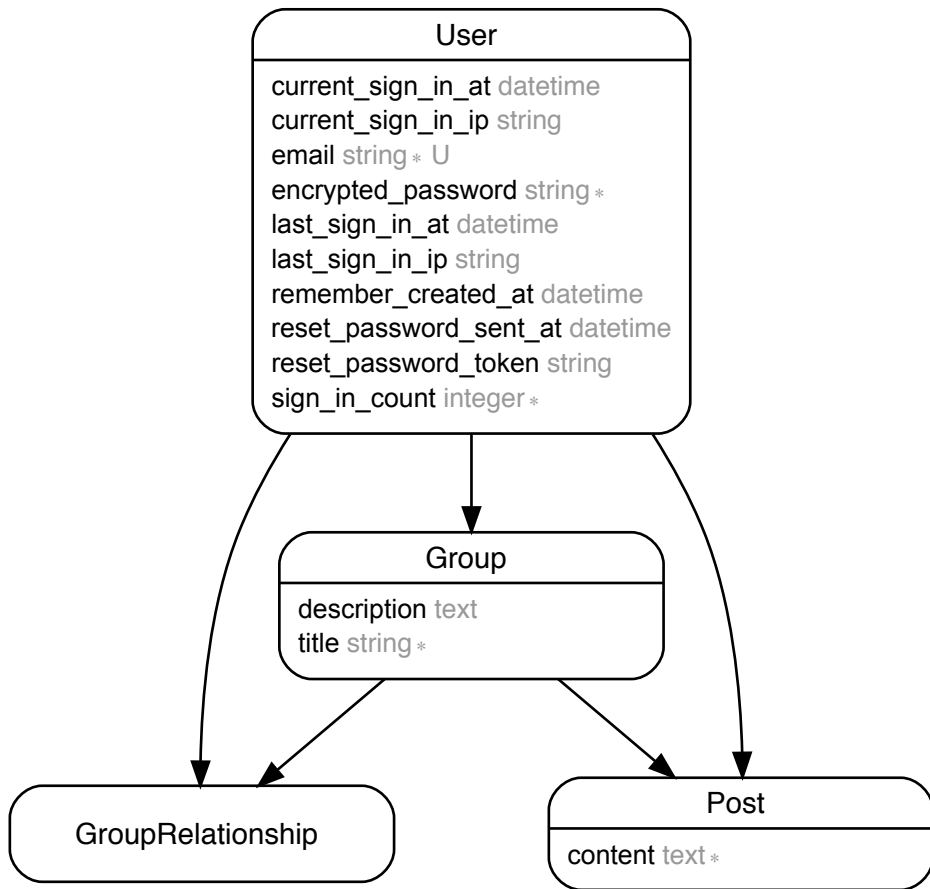 User
current_sign_in_at datetime
current_sign_in_ip string
email string * U
encrypted_password string *
last_sign_in_at datetime
last_sign_in_ip string
remember_created_at datetime
reset_password_sent_at datetime
reset_password_token string
sign_in_count integer *
Group
description text
title string *
GroupRelationship
Post
content text *